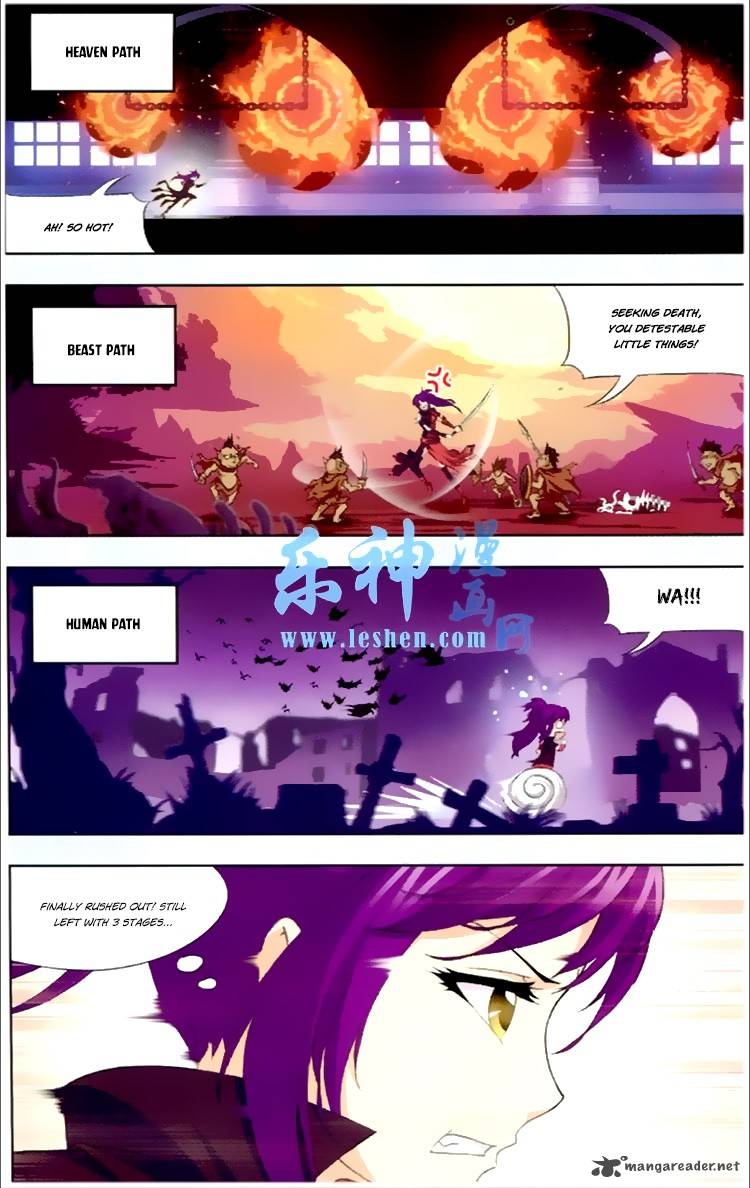 HEAVEN PATH
AH! SO HOT!
BEAST PATH
SEEKING DEATH,
YOU DETESTABLE
LITTLE THINGS!
乐神漫画网
www.leshen.com
HUMAN PATH
WA!!!
FINALLY RUSHED OUT! STILL
LEFT WITH 3 STAGES...
mangareader.net